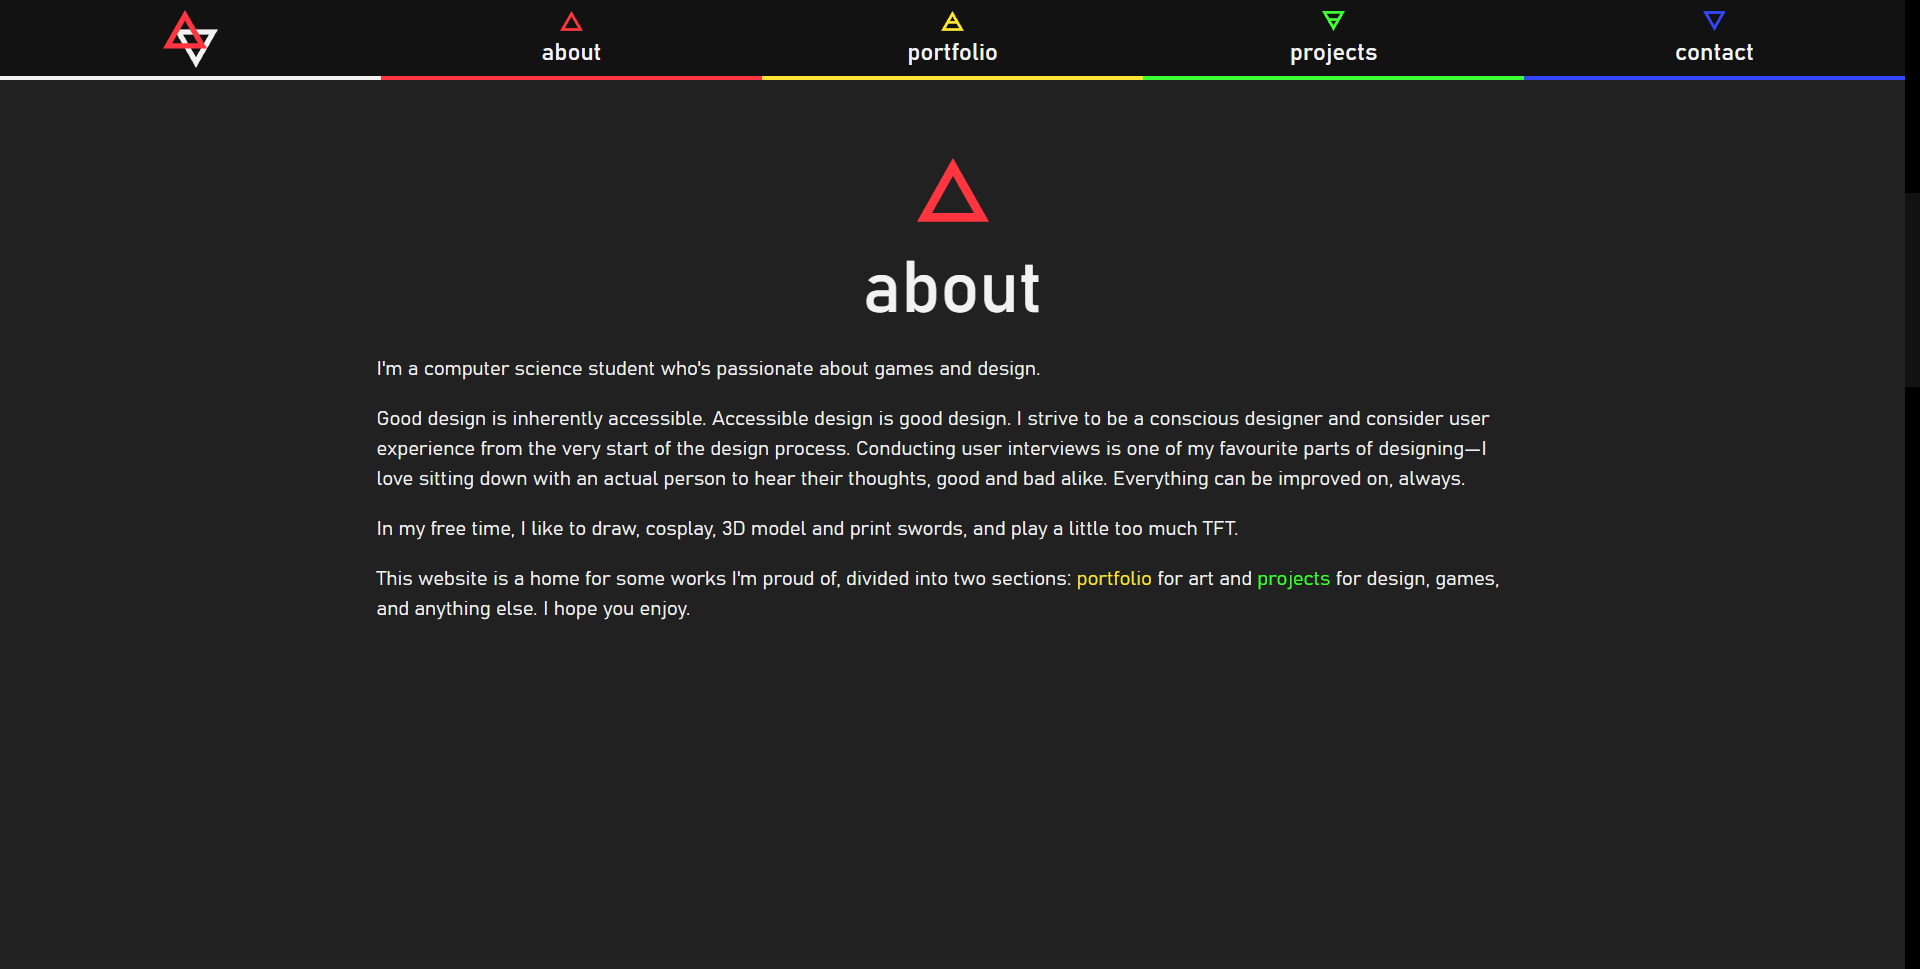 about
portfolio
projects
contact
about
I'm a computer science student who's passionate about games and design.
Good design is inherently accessible. Accessible design is good design. I strive to be a conscious designer and consider user
experience from the very start of the design process. Conducting user interviews is one of my favourite parts of designing—I
love sitting down with an actual person to hear their thoughts, good and bad alike. Everything can be improved on, always.
In my free time, I like to draw, cosplay, 3D model and print swords, and play a little too much TFT.
This website is a home for some works I'm proud of, divided into two sections: portfolio for art and projects for design, games,
and anything else. I hope you enjoy.